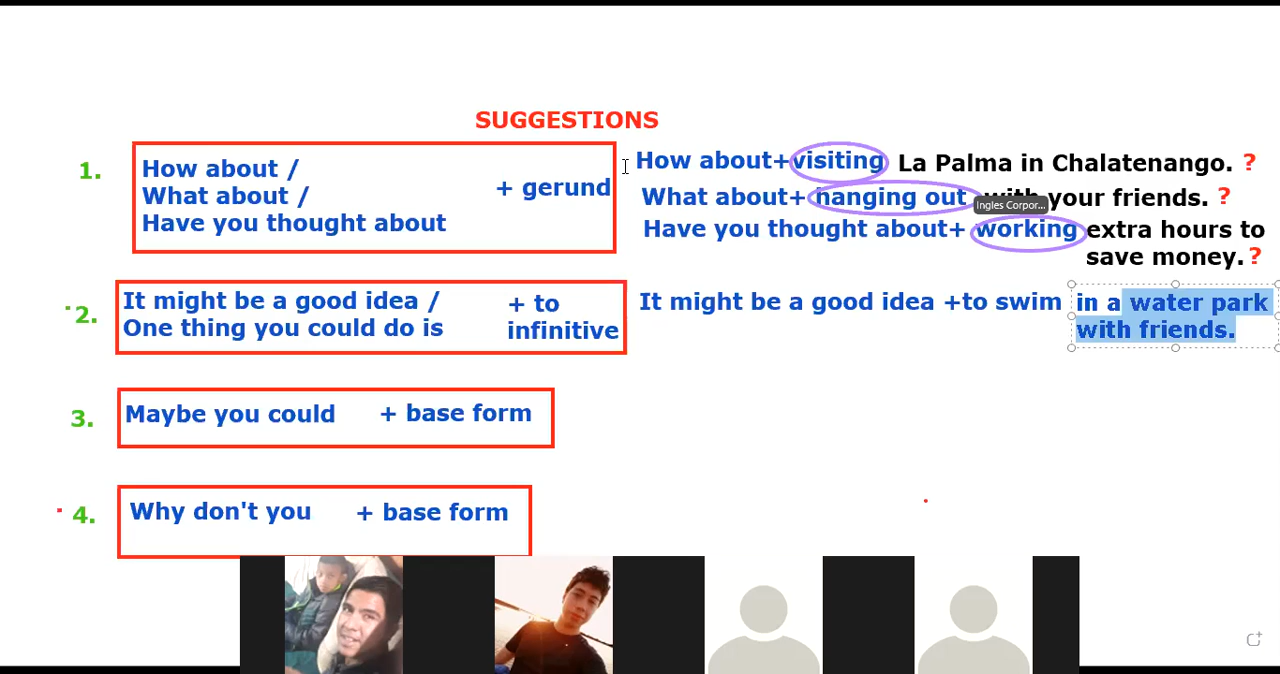 SUGGESTIONS
1.
How about /
What about /
Have you thought about
+ gerund
How about+visiting La Palma in Chalatenango. ?
What about+ hanging out with your friends. ?
Ingles Corpor...
Have you thought about+ working extra hours to
save money. ?
2.
It might be a good idea /
One thing you could do is
+ to
infinitive
It might be a good idea +to swim in a water park
with friends.
3.
Maybe you could + base form
4.
Why don't you + base form